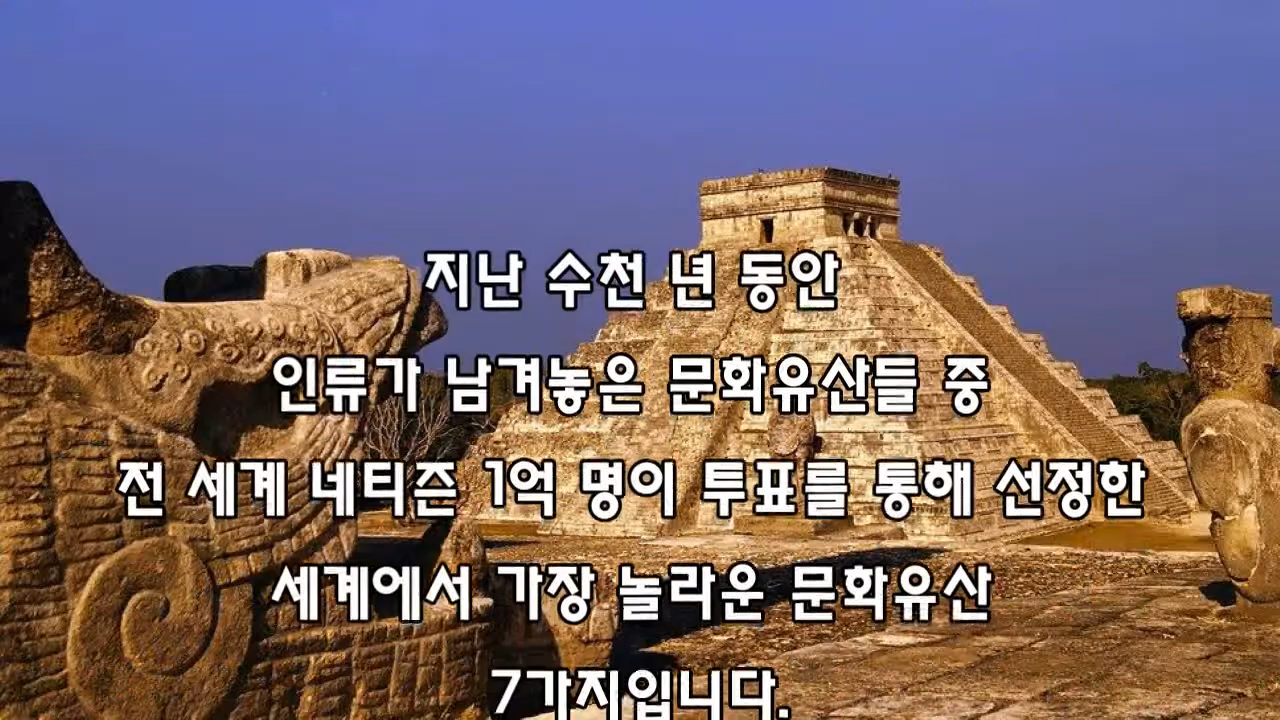 지난 수천 년 동안
인류가 남겨놓은 문화유산들 중
전 세계 네티즌 1억 명이 투표를 통해 선정한
세계에서 가장 놀라운 문화유산
7가지입니다.